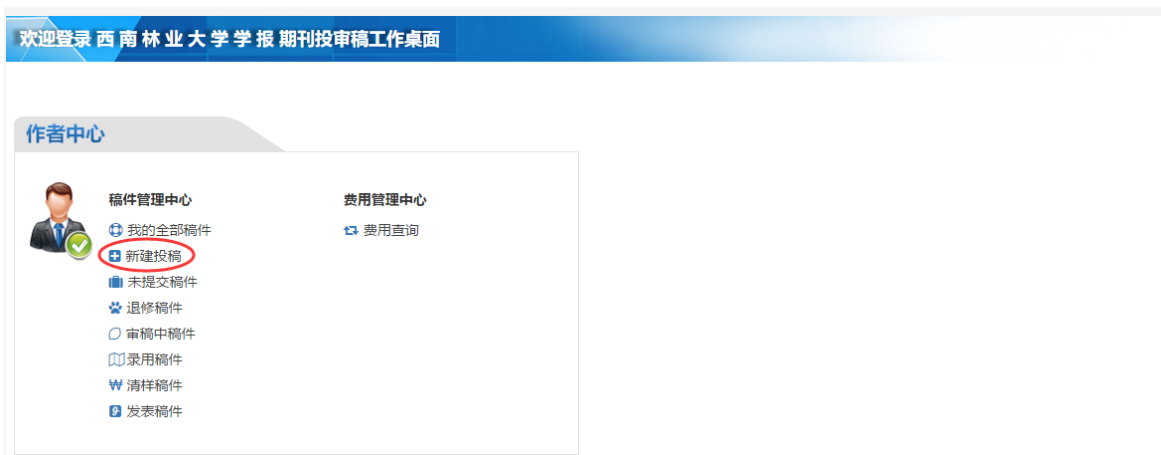 欢迎登录 西 南 林 业 大 学 学 报 期刊投审稿工作桌面
作者中心
稿件管理中心
费用管理中心
我的全部稿件
费用查询
新建投稿
未提交稿件
退修稿件
审稿中稿件
录用稿件
清样稿件
发表稿件